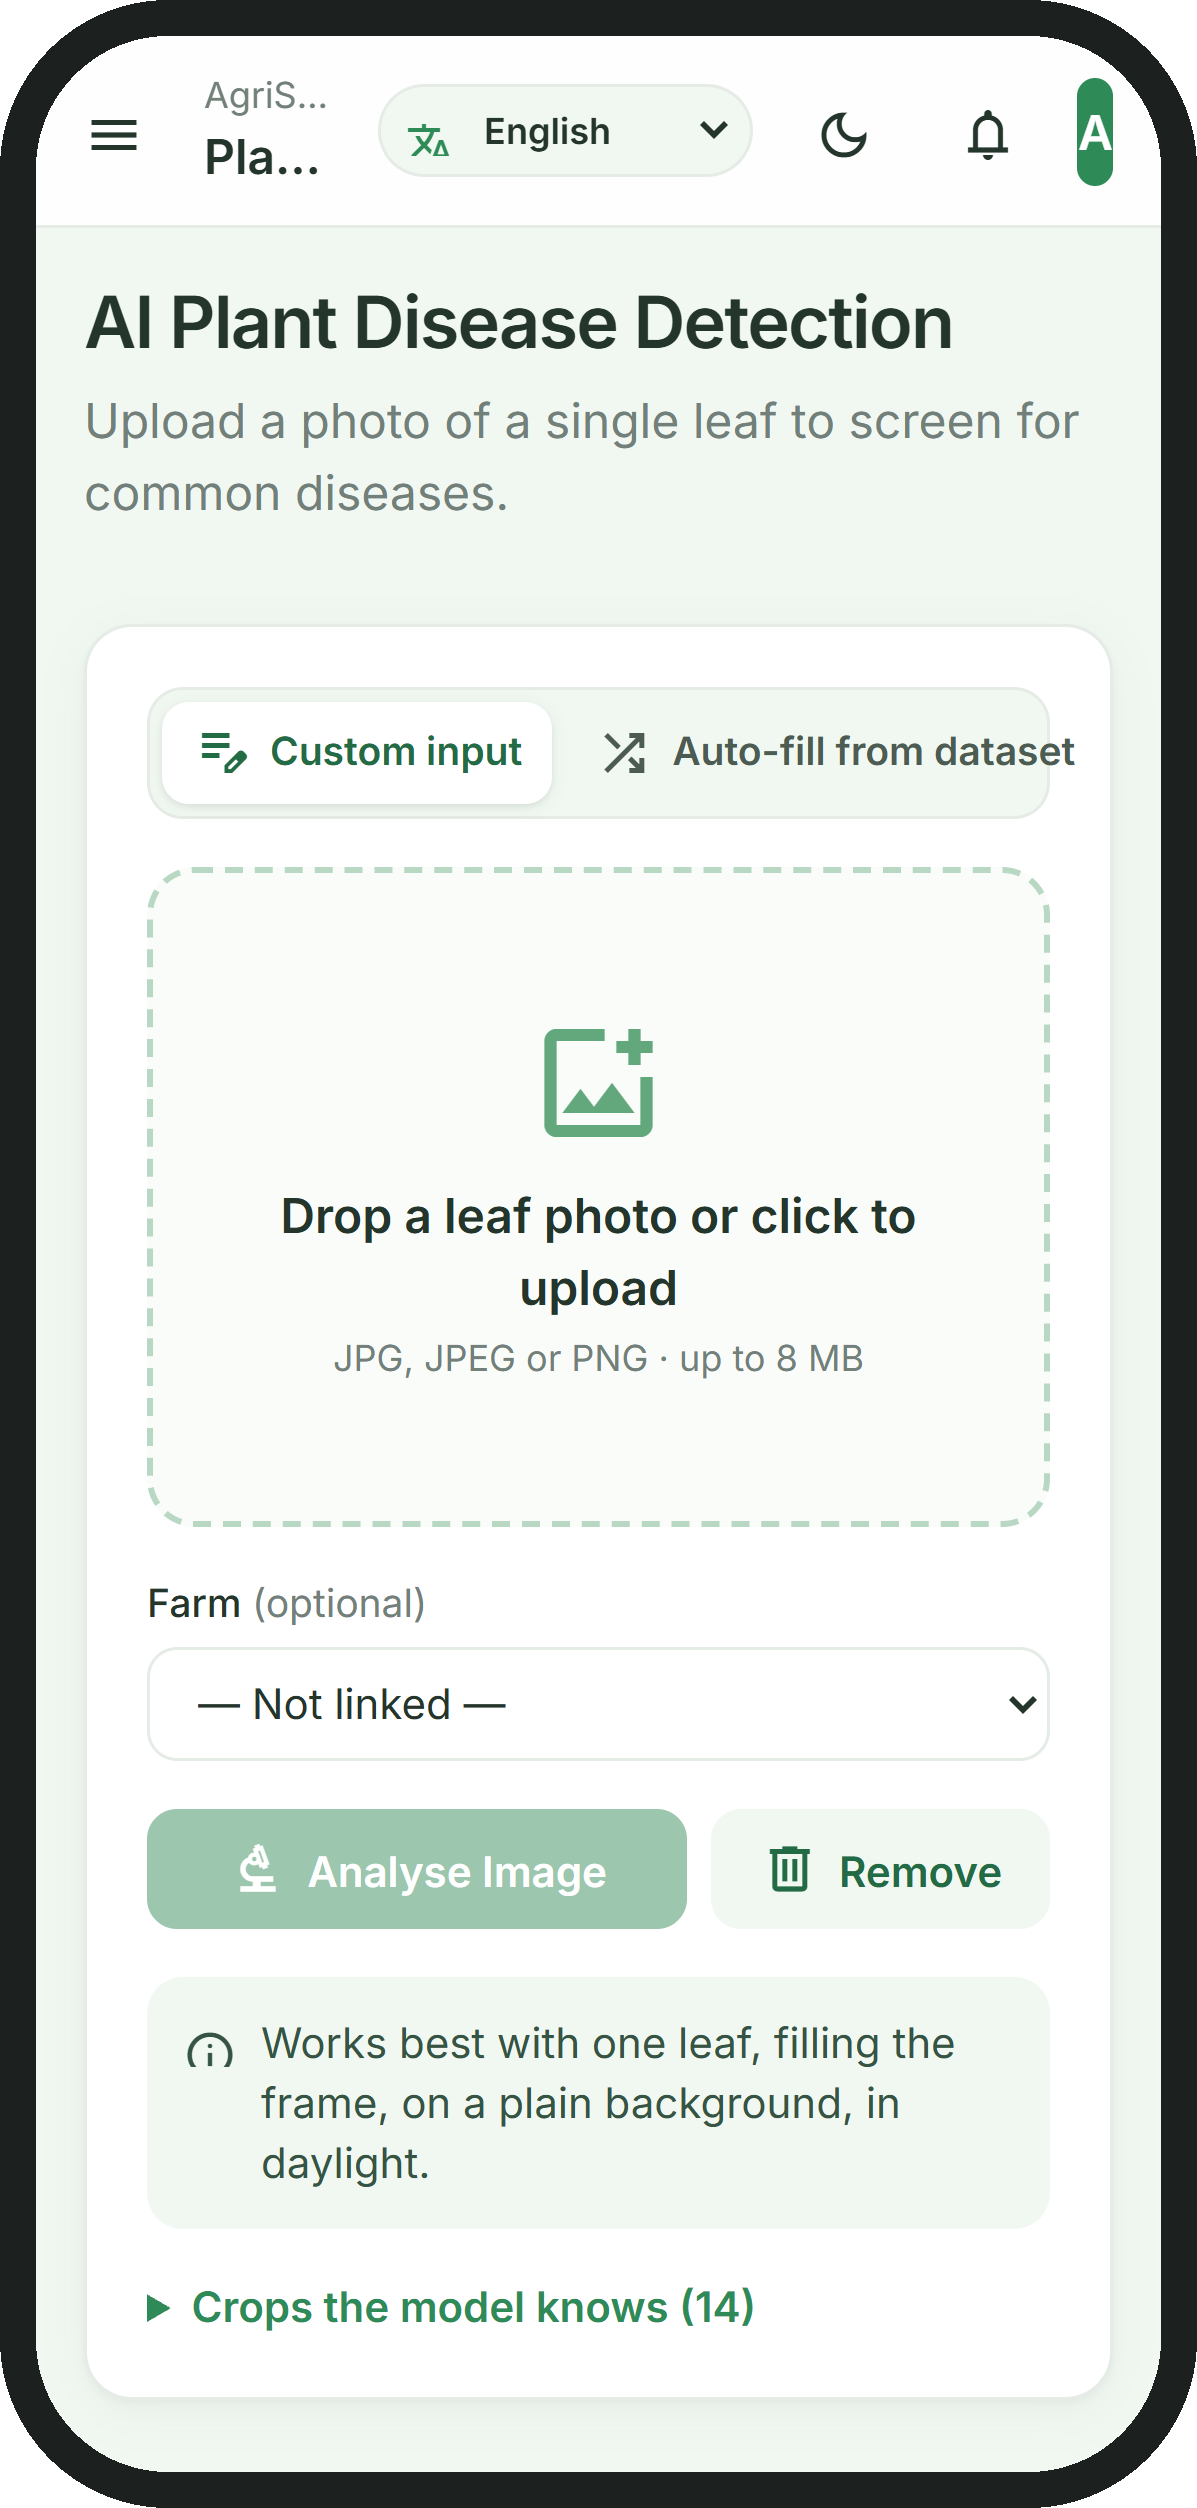 AgriS...
Pla...
English
A
AI Plant Disease Detection
Upload a photo of a single leaf to screen for
common diseases.
Custom input
Auto-fill from dataset
Drop a leaf photo or click to
upload
JPG, JPEG or PNG · up to 8 MB
Farm (optional)
— Not linked —
Analyse Image
Remove
Works best with one leaf, filling the
frame, on a plain background, in
daylight.
Crops the model knows (14)